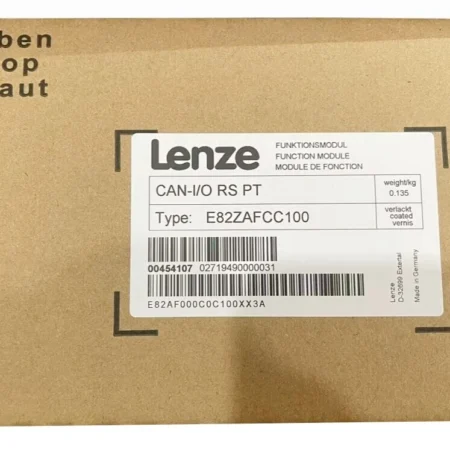 ben
op
aut
Lenze
FUNKTIONSMODUL
FUNCTION MODULE
MODULE DE FONCTION
CAN-I/O RS PT
weight/kg
0.135
Type: E82ZAFCC100
verlackt
coated
vernis
00454107 02719490000031
E82AF000C0C100XX3A
Lenze
D-32699 Extertal
Made in Germany